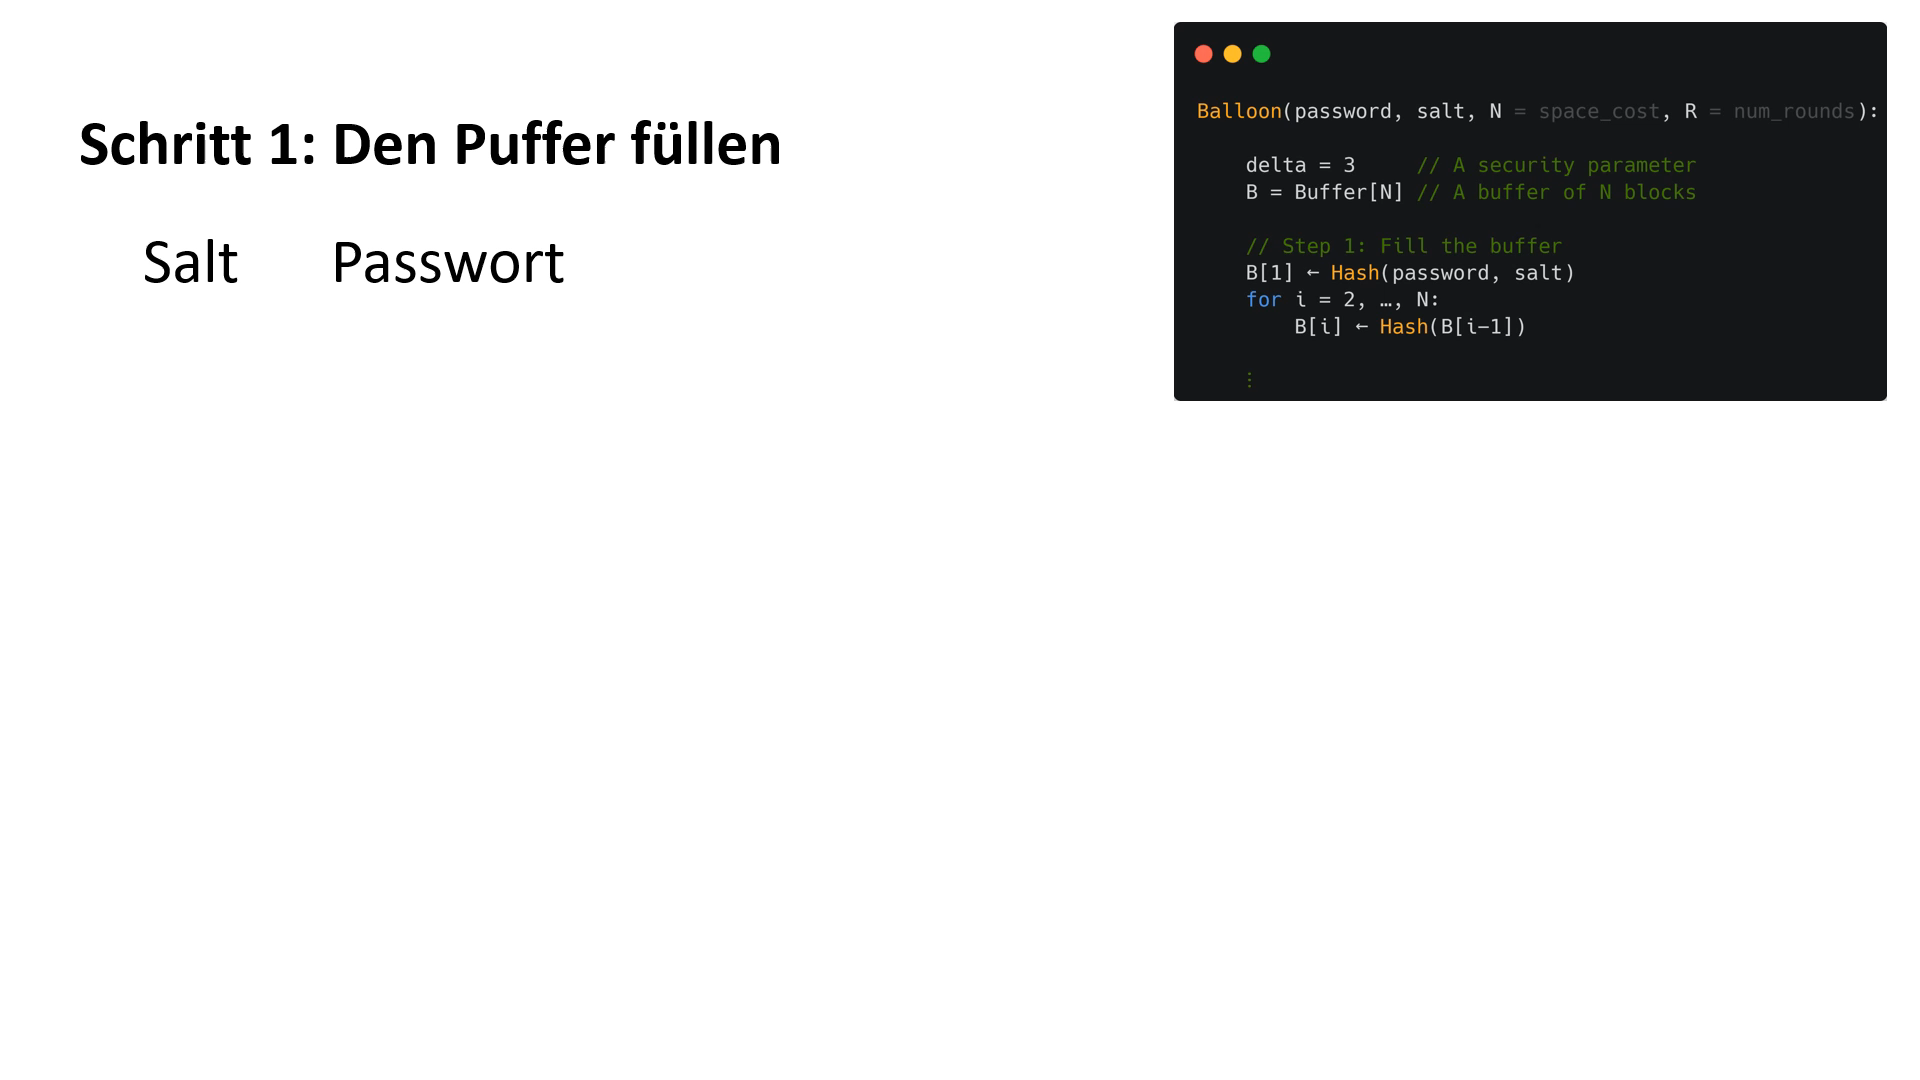 Schritt 1: Den Puffer füllen
Salt Passwort
Balloon(password, salt, N = space_cost, R = num_rounds):
delta = 3 // A security parameter
B = Buffer[N] // A buffer of N blocks
// Step 1: Fill the buffer
B[1] ← Hash(password, salt)
for i = 2, …, N:
B[i] ← Hash(B[i−1])
⋮